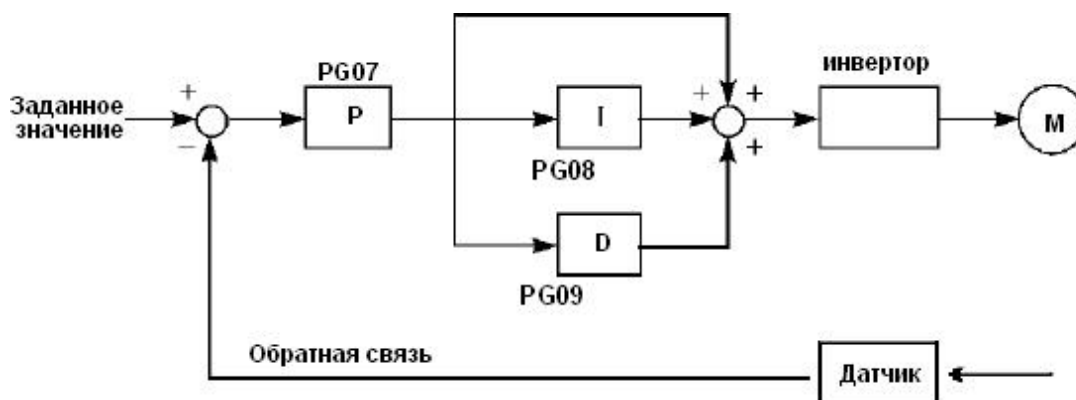 PG07
инвертор
Заданное
значение
+
−
P
I
+
+
+
M
PG08
D
PG09
Обратная связь
Датчик